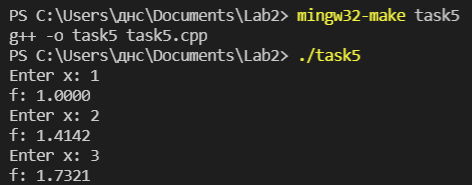 PS C:\Users\днс\Documents\Lab2> mingw32-make task5
g++ -o task5 task5.cpp
PS C:\Users\днс\Documents\Lab2> ./task5
Enter x: 1
f: 1.0000
Enter x: 2
f: 1.4142
Enter x: 3
f: 1.7321